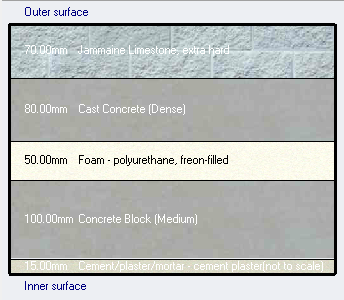 Outer surface
70.00mm Jammaine Limestone, extra hard
80.00mm Cast Concrete (Dense)
50.00mm Foam - polyurethane, freon-filled
100.00mm Concrete Block (Medium)
15.00mm Cement/plaster/mortar - cement plaster(not to scale)
Inner surface